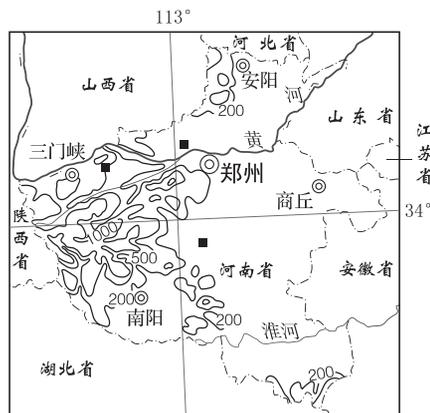 113°
河北省
安阳
山西省
200
河
山东省
江苏省
黄
三门峡
郑州
商丘
陕西省
34°
500
河南省
安徽省
200
南阳
200
淮河
湖北省
200